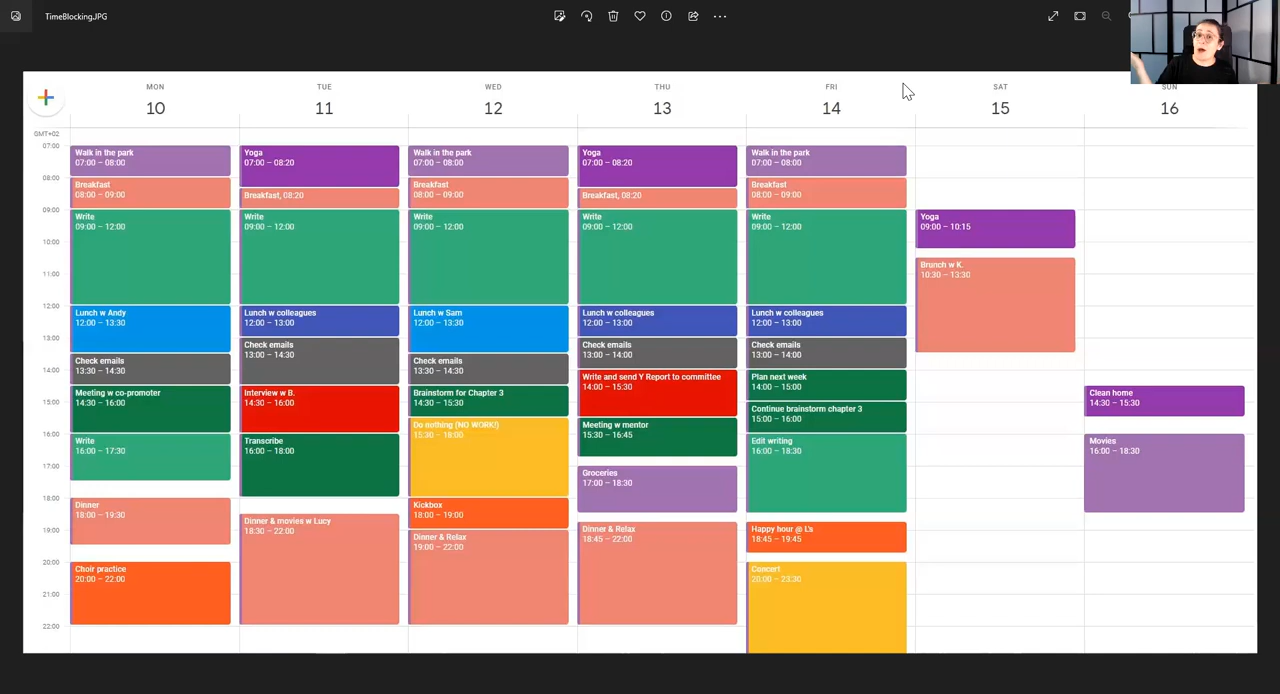 TimeBlockingJPG
MON
10
TUE
11
WED
12
THU
13
FRI
14
SAT
15
SUN
16
GMT+02
07:00
08:00
09:00
10:00
11:00
12:00
13:00
14:00
15:00
16:00
17:00
18:00
19:00
20:00
21:00
22:00
Walk in the park
07:00 – 08:00
Breakfast
08:00 – 09:00
Write
09:00 – 12:00
Lunch w Andy
12:00 – 13:30
Check emails
13:30 – 14:30
Meeting w co-promoter
14:30 – 16:00
Write
16:00 – 17:30
Dinner
18:00 – 19:30
Choir practice
20:00 – 22:00
Yoga
07:00 – 08:20
Breakfast, 08:20
Write
09:00 – 12:00
Lunch w colleagues
12:00 – 13:00
Check emails
13:00 – 14:30
Interview w B.
14:30 – 16:00
Transcribe
16:00 – 18:00
Dinner & movies w Lucy
18:30 – 22:00
Walk in the park
07:00 – 08:00
Breakfast
08:00 – 09:00
Write
09:00 – 12:00
Lunch w Sam
12:00 – 13:30
Check emails
13:30 – 14:30
Brainstorm for Chapter 3
14:30 – 15:30
Do nothing (NO WORK!)
15:30 – 18:00
Kickbox
18:00 – 19:00
Dinner & Relax
19:00 – 22:00
Yoga
07:00 – 08:20
Breakfast, 08:20
Write
09:00 – 12:00
Lunch w colleagues
12:00 – 13:00
Check emails
13:00 – 14:00
Write and send Y Report to committee
14:00 – 15:30
Meeting w mentor
15:30 – 16:45
Groceries
17:00 – 18:30
Dinner & Relax
18:45 – 22:00
Walk in the park
07:00 – 08:00
Breakfast
08:00 – 09:00
Write
09:00 – 12:00
Lunch w colleagues
12:00 – 13:00
Check emails
13:00 – 14:00
Plan next week
14:00 – 15:00
Continue brainstorm chapter 3
15:00 – 16:00
Edit writing
16:00 – 18:30
Happy hour @ L's
18:45 – 19:45
Concert
20:00 – 23:30
Yoga
09:00 – 10:15
Brunch w K.
10:30 – 13:30
Clean home
14:30 – 15:30
Movies
16:00 – 18:30